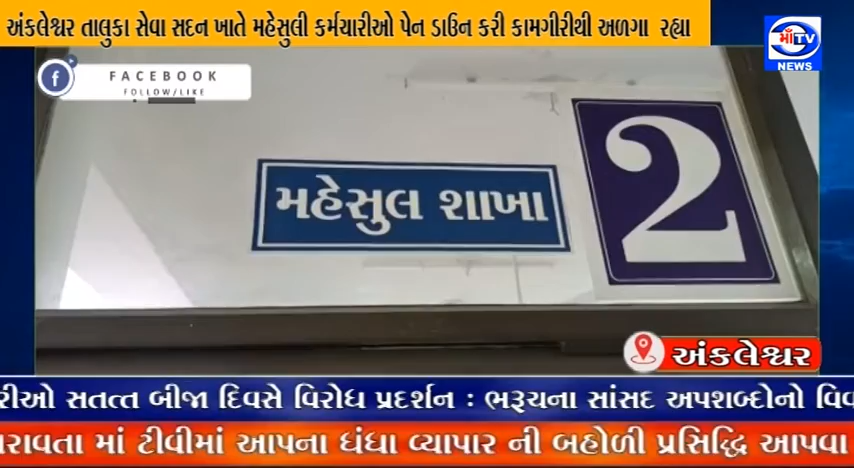 અંકલેશ્વર તાલુકા સેવા સદન ખાતે મહેસુલી કર્મચારીઓ પેન ડાઉન કરી કામગીરીથી અળગા રહ્યા
માઁ TV
NEWS
f FACEBOOK
FOLLOW/LIKE
મહેસુલ શાખા
2
અંકલેશ્વર
રીઓ સતત્ત બીજા દિવસે વિરોધ પ્રદર્શન : ભરૂચના સાંસદ અપશબ્દોનો વિવ
રાવતા માં ટીવીમાં આપના ધંધા વ્યાપાર ની બહોળી પ્રસિદ્ધિ આપવા